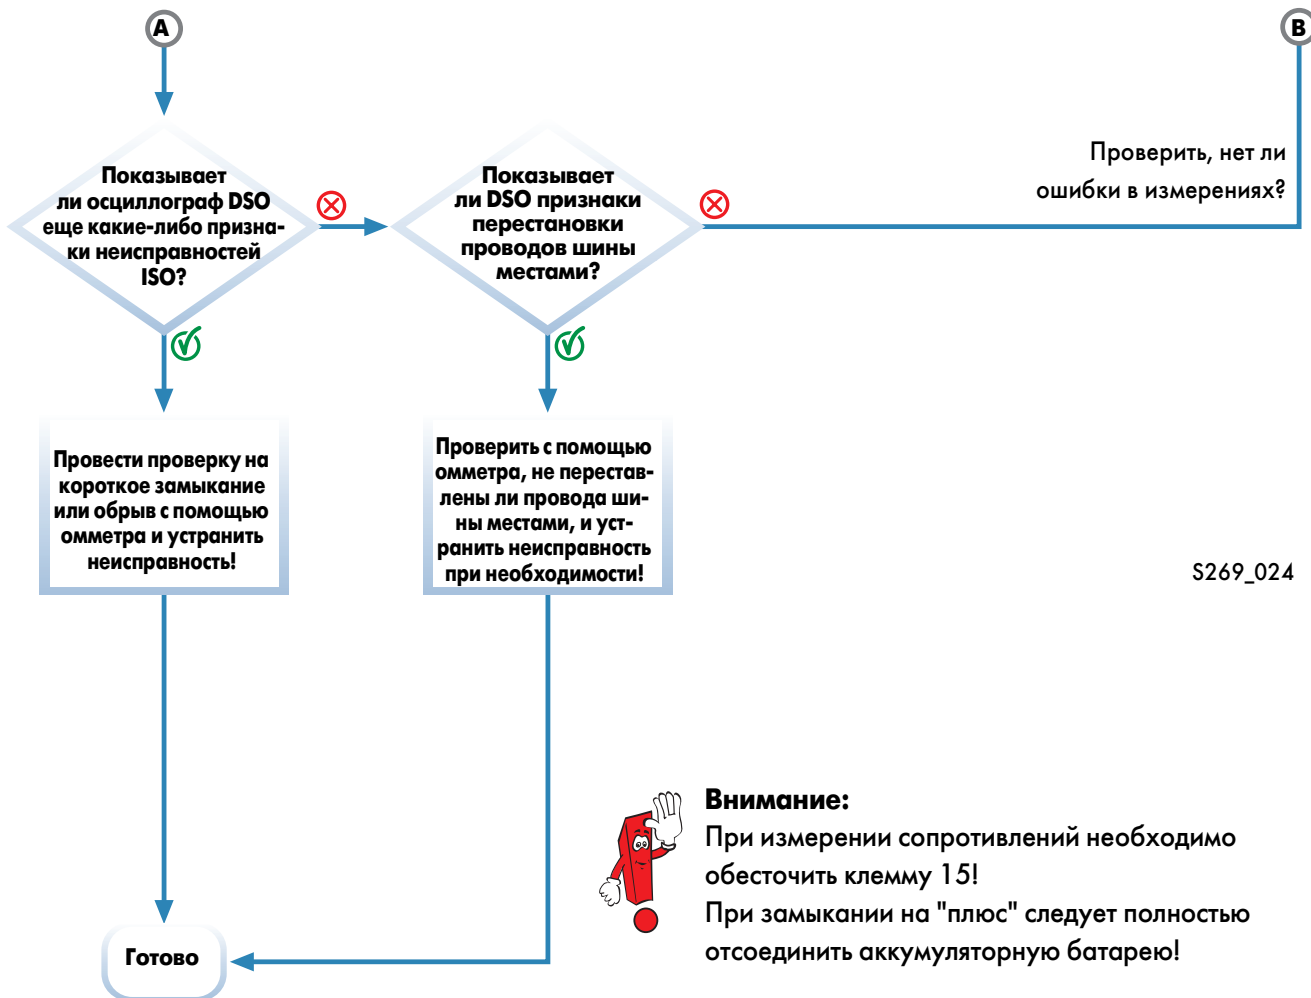 A
B
Показывает
ли осциллограф DSO
еще какие-либо призна-
ки неисправностей
ISO?
Показывает
ли DSO признаки
перестановки
проводов шины
местами?
Проверить, нет ли
ошибки в измерениях?
Провести проверку на
короткое замыкание
или обрыв с помощью
омметра и устранить
неисправность!
Проверить с помощью
омметра, не перестав-
лены ли провода ши-
ны местами, и уст-
ранить неисправность
при необходимости!
S269_024
Внимание:
При измерении сопротивлений необходимо
обесточить клемму 15!
При замыкании на "плюс" следует полностью
отсоединить аккумуляторную батарею!
Готово